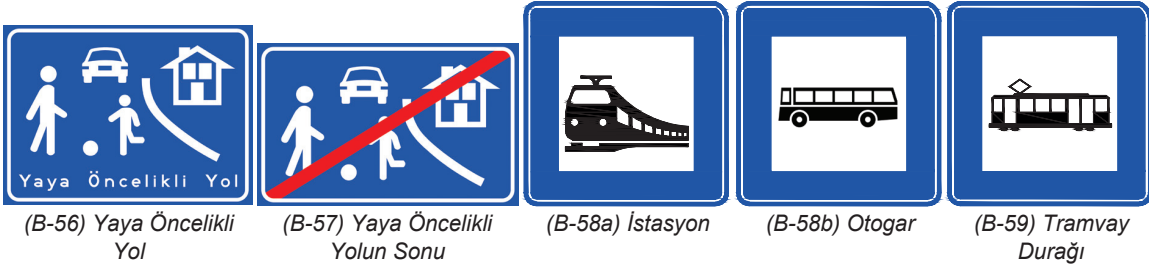 Yaya Öncelikli Yol
(B-56) Yaya Öncelikli
Yol
(B-57) Yaya Öncelikli
Yolun Sonu
(B-58a) İstasyon
(B-58b) Otogar
(B-59) Tramvay
Durağı